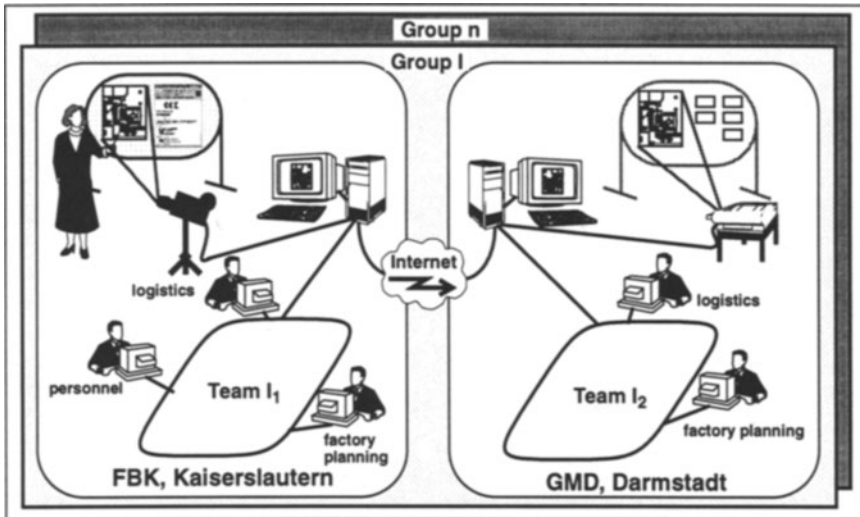 Group n
Group I
Internet
logistics
personnel
Team I₁
factory
planning
FBK, Kaiserslautern
logistics
Team I₂
factory planning
GMD, Darmstadt